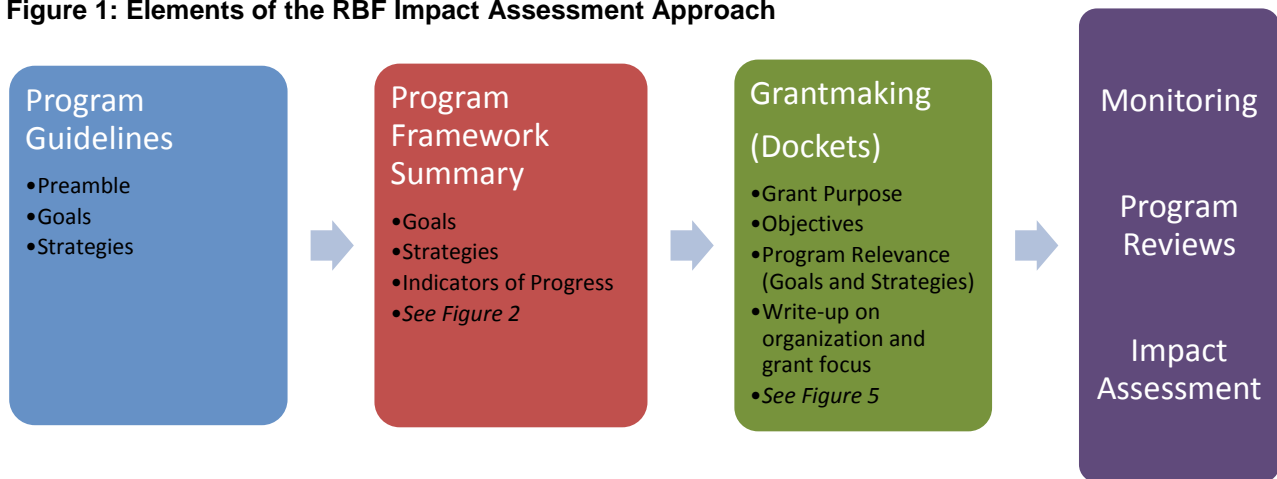 Figure 1: Elements of the RBF Impact Assessment Approach
Program
Guidelines
•Preamble
•Goals
•Strategies
Program
Framework
Summary
•Goals
•Strategies
•Indicators of Progress
•See Figure 2
Grantmaking
(Dockets)
•Grant Purpose
•Objectives
•Program Relevance
(Goals and Strategies)
•Write-up on
organization and
grant focus
•See Figure 5
Monitoring
Program
Reviews
Impact
Assessment